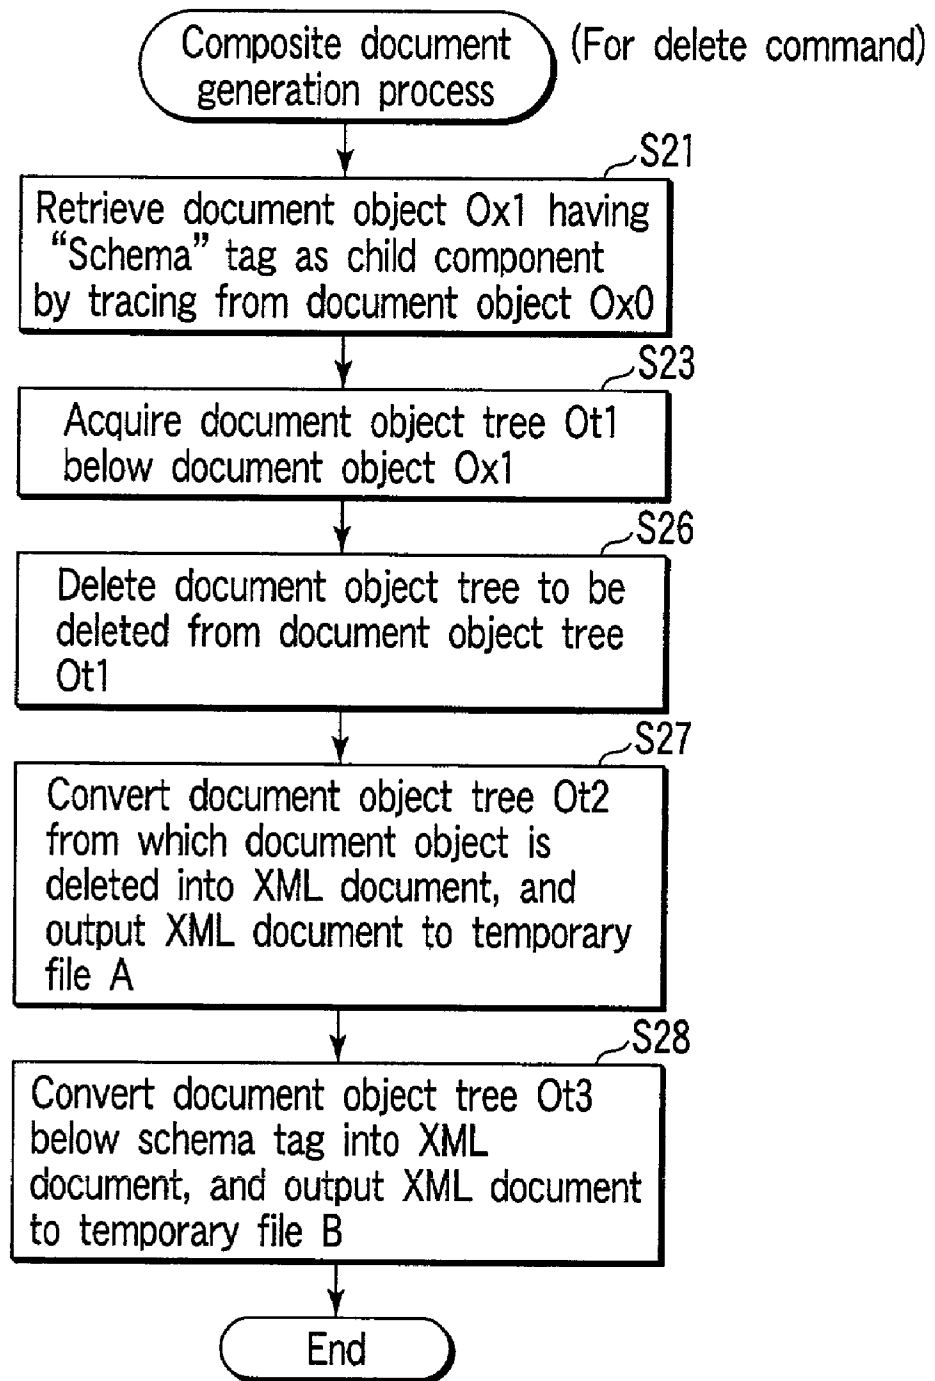 Composite document (For delete command)
generation process
S21
Retrieve document object Ox1 having
“Schema” tag as child component
by tracing from document object Ox0
S23
Acquire document object tree Ot1
below document object Ox1
S26
Delete document object tree to be
deleted from document object tree
Ot1
S27
Convert document object tree Ot2
from which document object is
deleted into XML document, and
output XML document to temporary
file A
S28
Convert document object tree Ot3
below schema tag into XML
document, and output XML document
to temporary file B
End